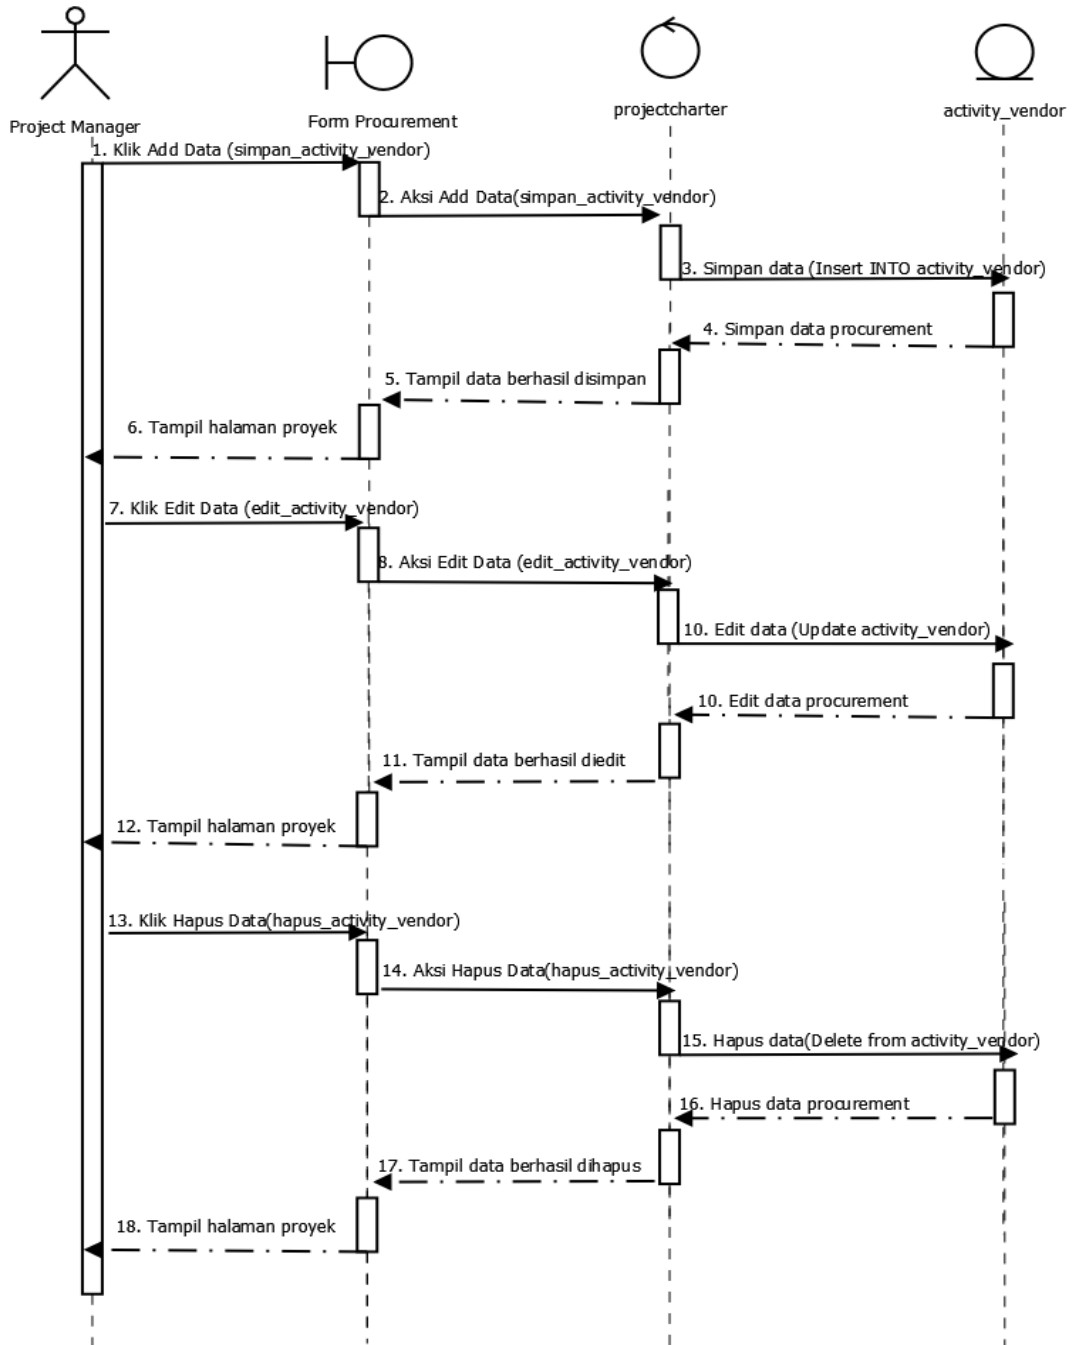 Project Manager
Form Procurement
projectcharter
activity_vendor
1. Klik Add Data (simpan_activity_vendor)
2. Aksi Add Data(simpan_activity_vendor)
3. Simpan data (Insert INTO activity_vendor)
4. Simpan data procurement
5. Tampil data berhasil disimpan
6. Tampil halaman proyek
7. Klik Edit Data (edit_activity_vendor)
8. Aksi Edit Data (edit_activity_vendor)
10. Edit data (Update activity_vendor)
10. Edit data procurement
11. Tampil data berhasil diedit
12. Tampil halaman proyek
13. Klik Hapus Data(hapus_activity_vendor)
14. Aksi Hapus Data(hapus_activity_vendor)
15. Hapus data(Delete from activity_vendor)
16. Hapus data procurement
17. Tampil data berhasil dihapus
18. Tampil halaman proyek